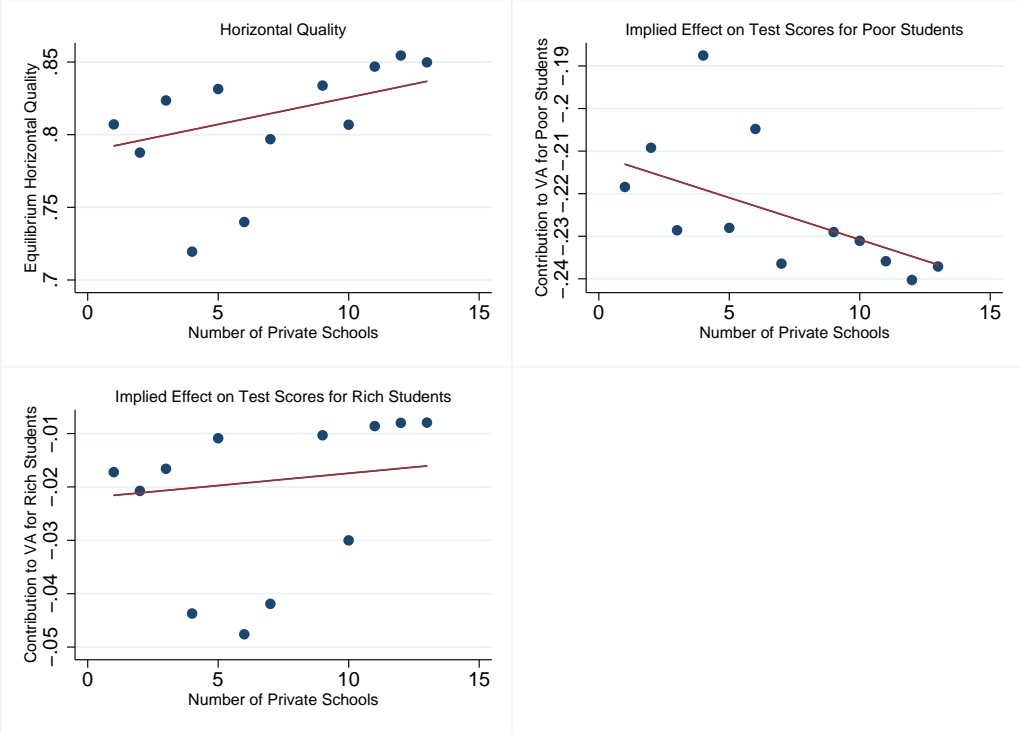 Horizontal Quality
Equilibrium Horizontal Quality
.85
.8
.75
.7
0 5 10 15
Number of Private Schools
Implied Effect on Test Scores for Poor Students
Contribution to VA for Poor Students
−.19
−.2
−.21
−.22
−.23
−.24
0 5 10 15
Number of Private Schools
Implied Effect on Test Scores for Rich Students
Contribution to VA for Rich Students
−.01
−.02
−.03
−.04
−.05
0 5 10 15
Number of Private Schools